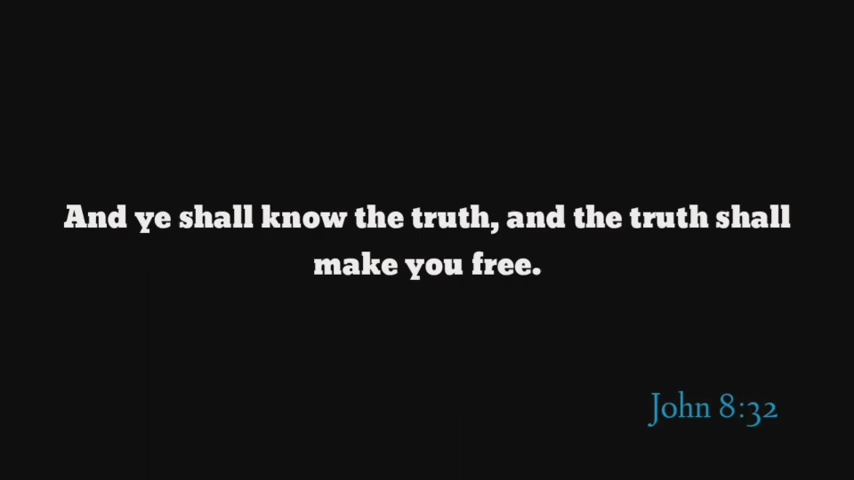 And ye shall know the truth, and the truth shall
make you free.
John 8:32